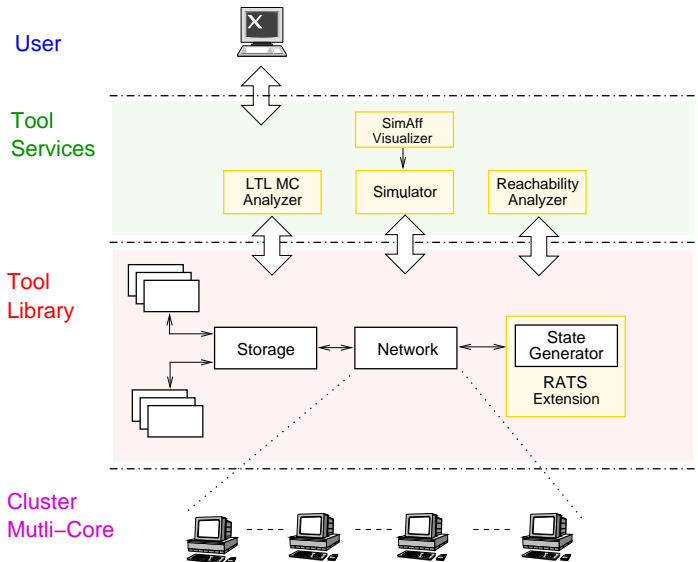 User
X
Tool
Services
SimAff
Visualizer
LTL MC
Analyzer
Simulator
Reachability
Analyzer
Tool
Library
Storage
Network
State
Generator
RATS
Extension
Cluster
Mutli–Core